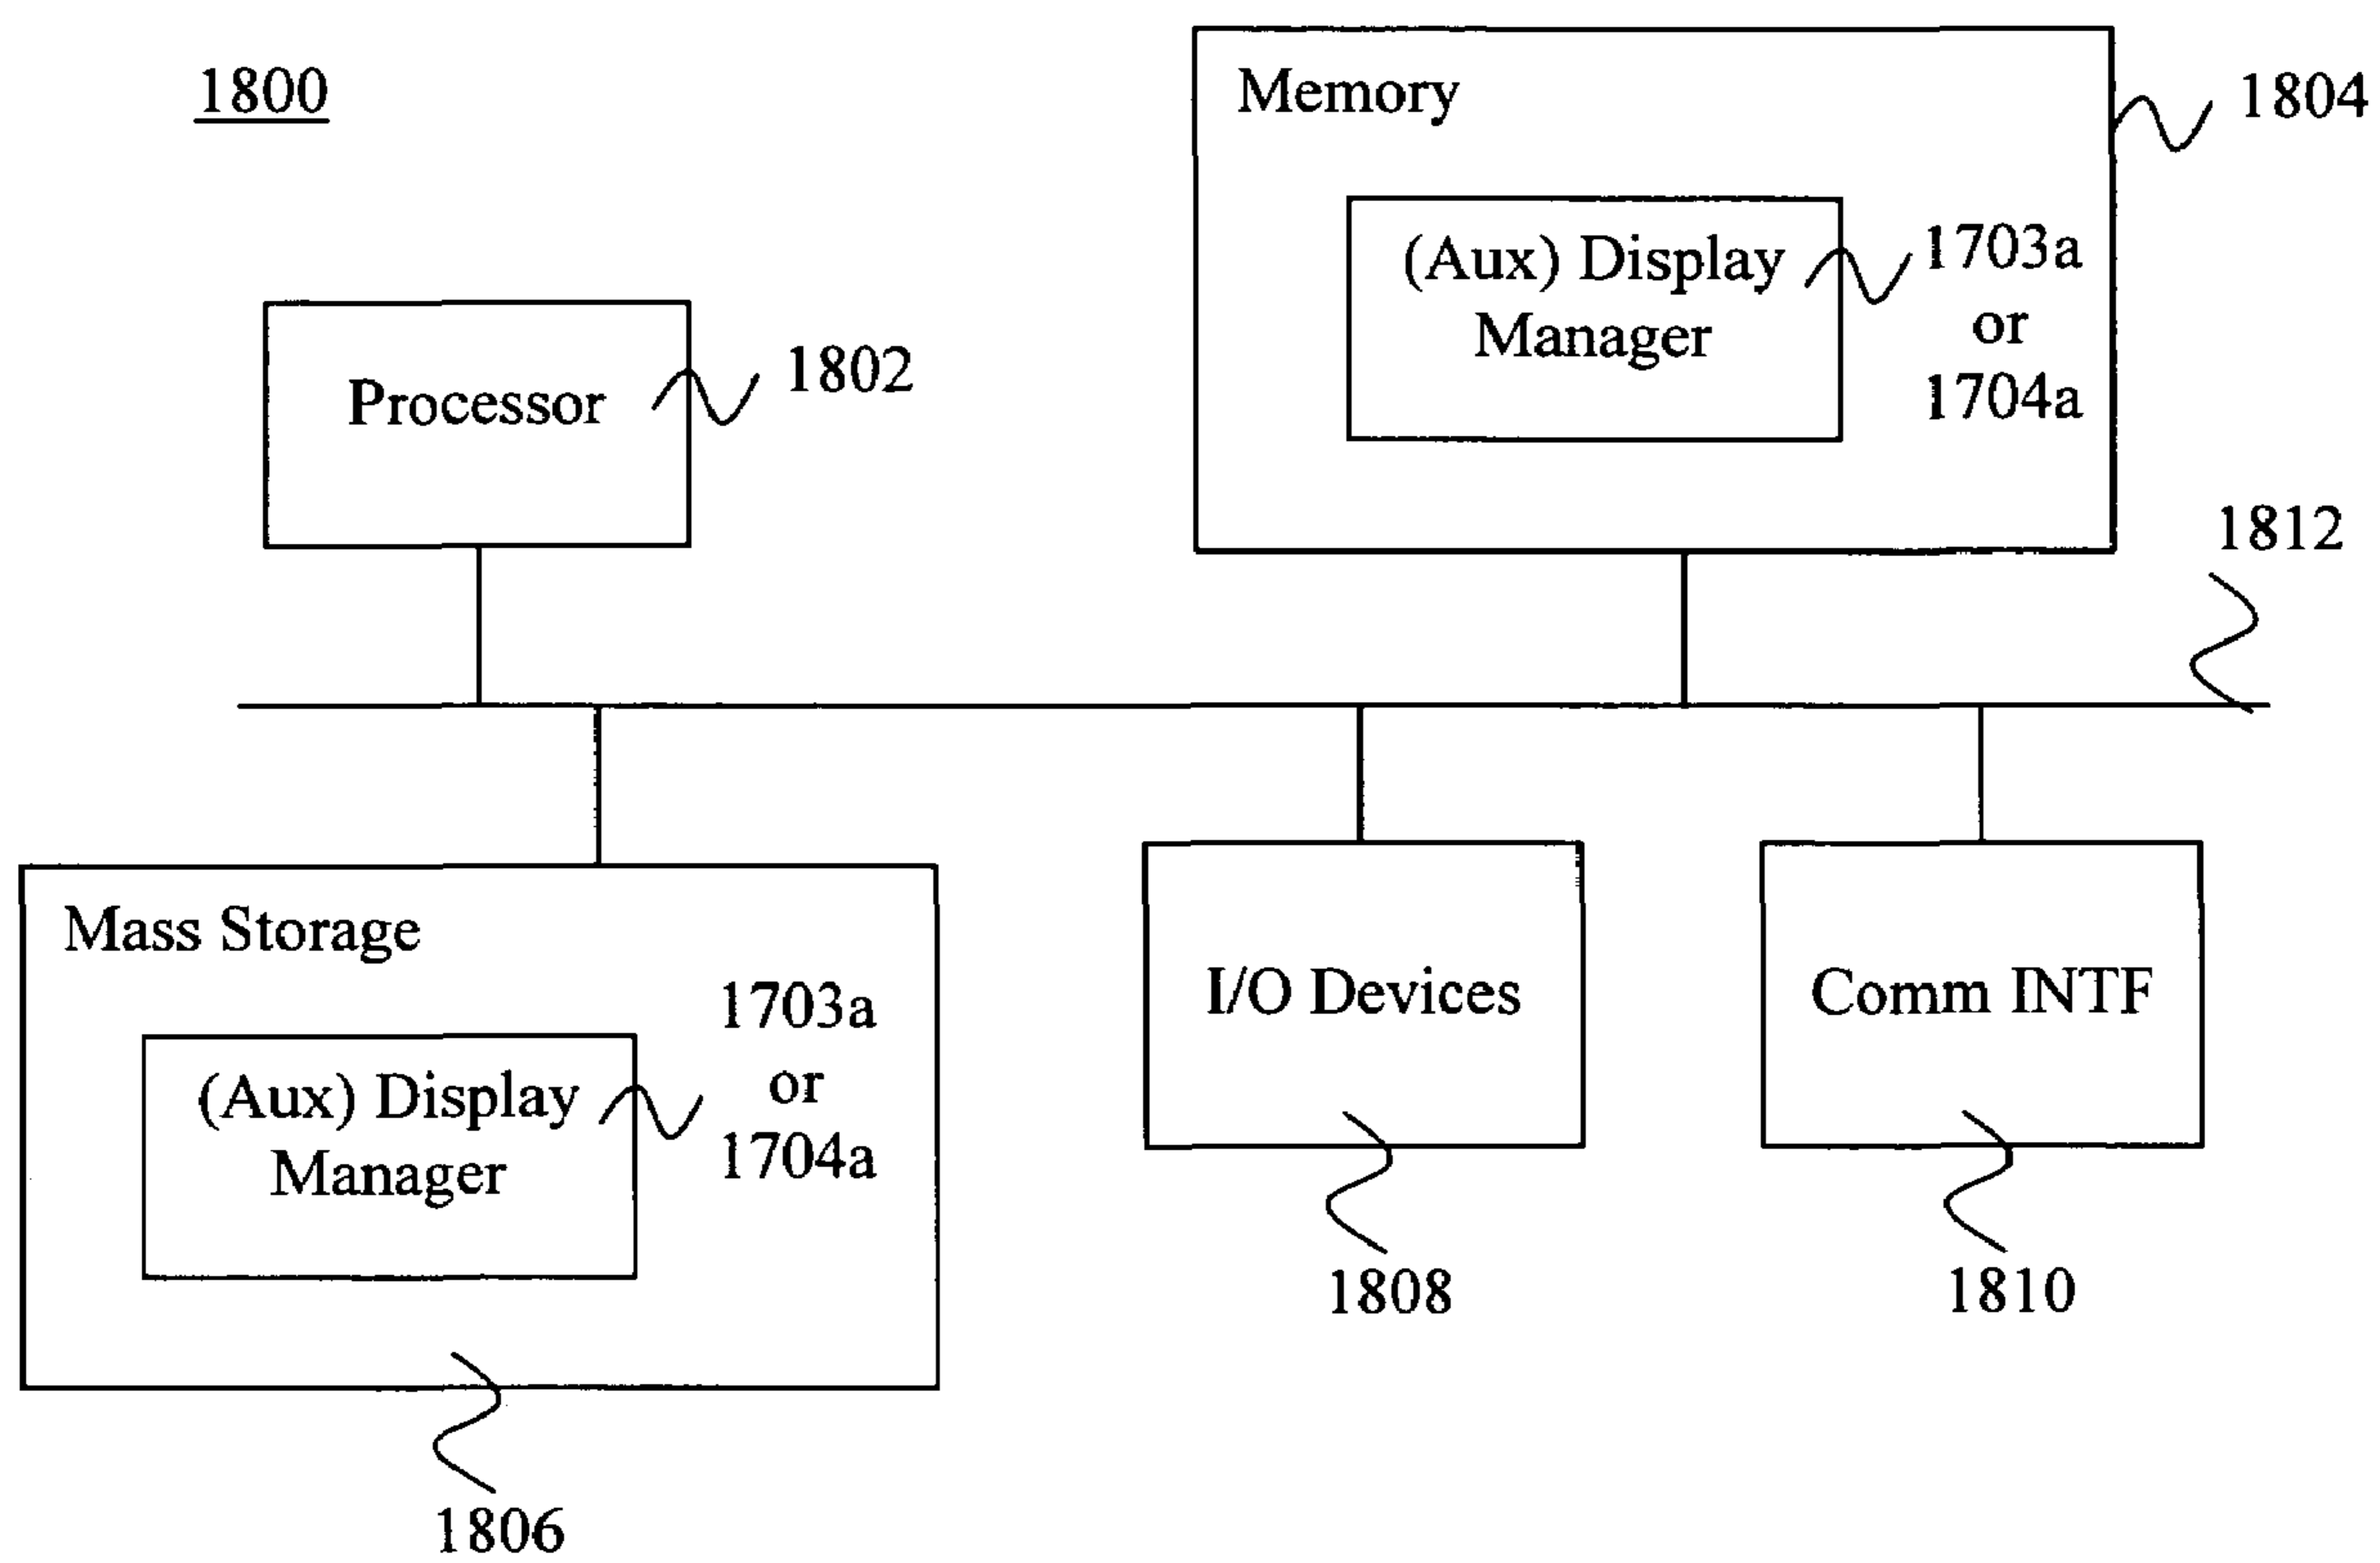 1800
Memory
1804
(Aux) Display
Manager
1703a
or
1704a
Processor
1802
1812
Mass Storage
(Aux) Display
Manager
1703a
or
1704a
1806
I/O Devices
1808
Comm INTF
1810